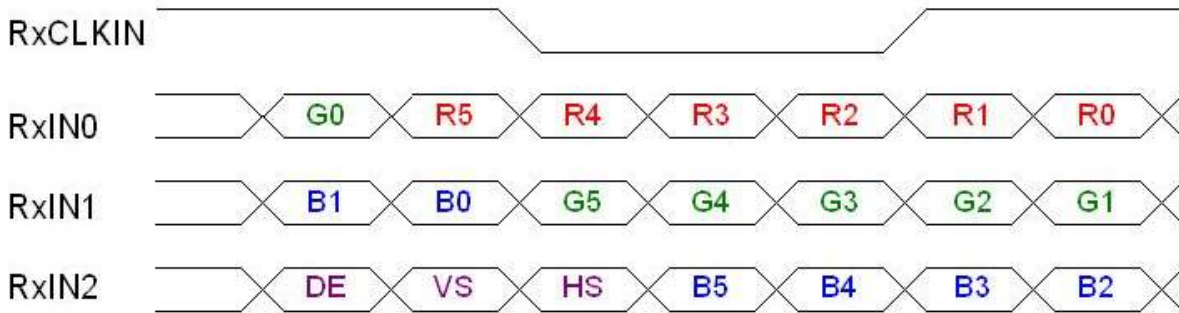 RxCLKIN
RxIN0 G0 R5 R4 R3 R2 R1 R0
RxIN1 B1 B0 G5 G4 G3 G2 G1
RxIN2 DE VS HS B5 B4 B3 B2